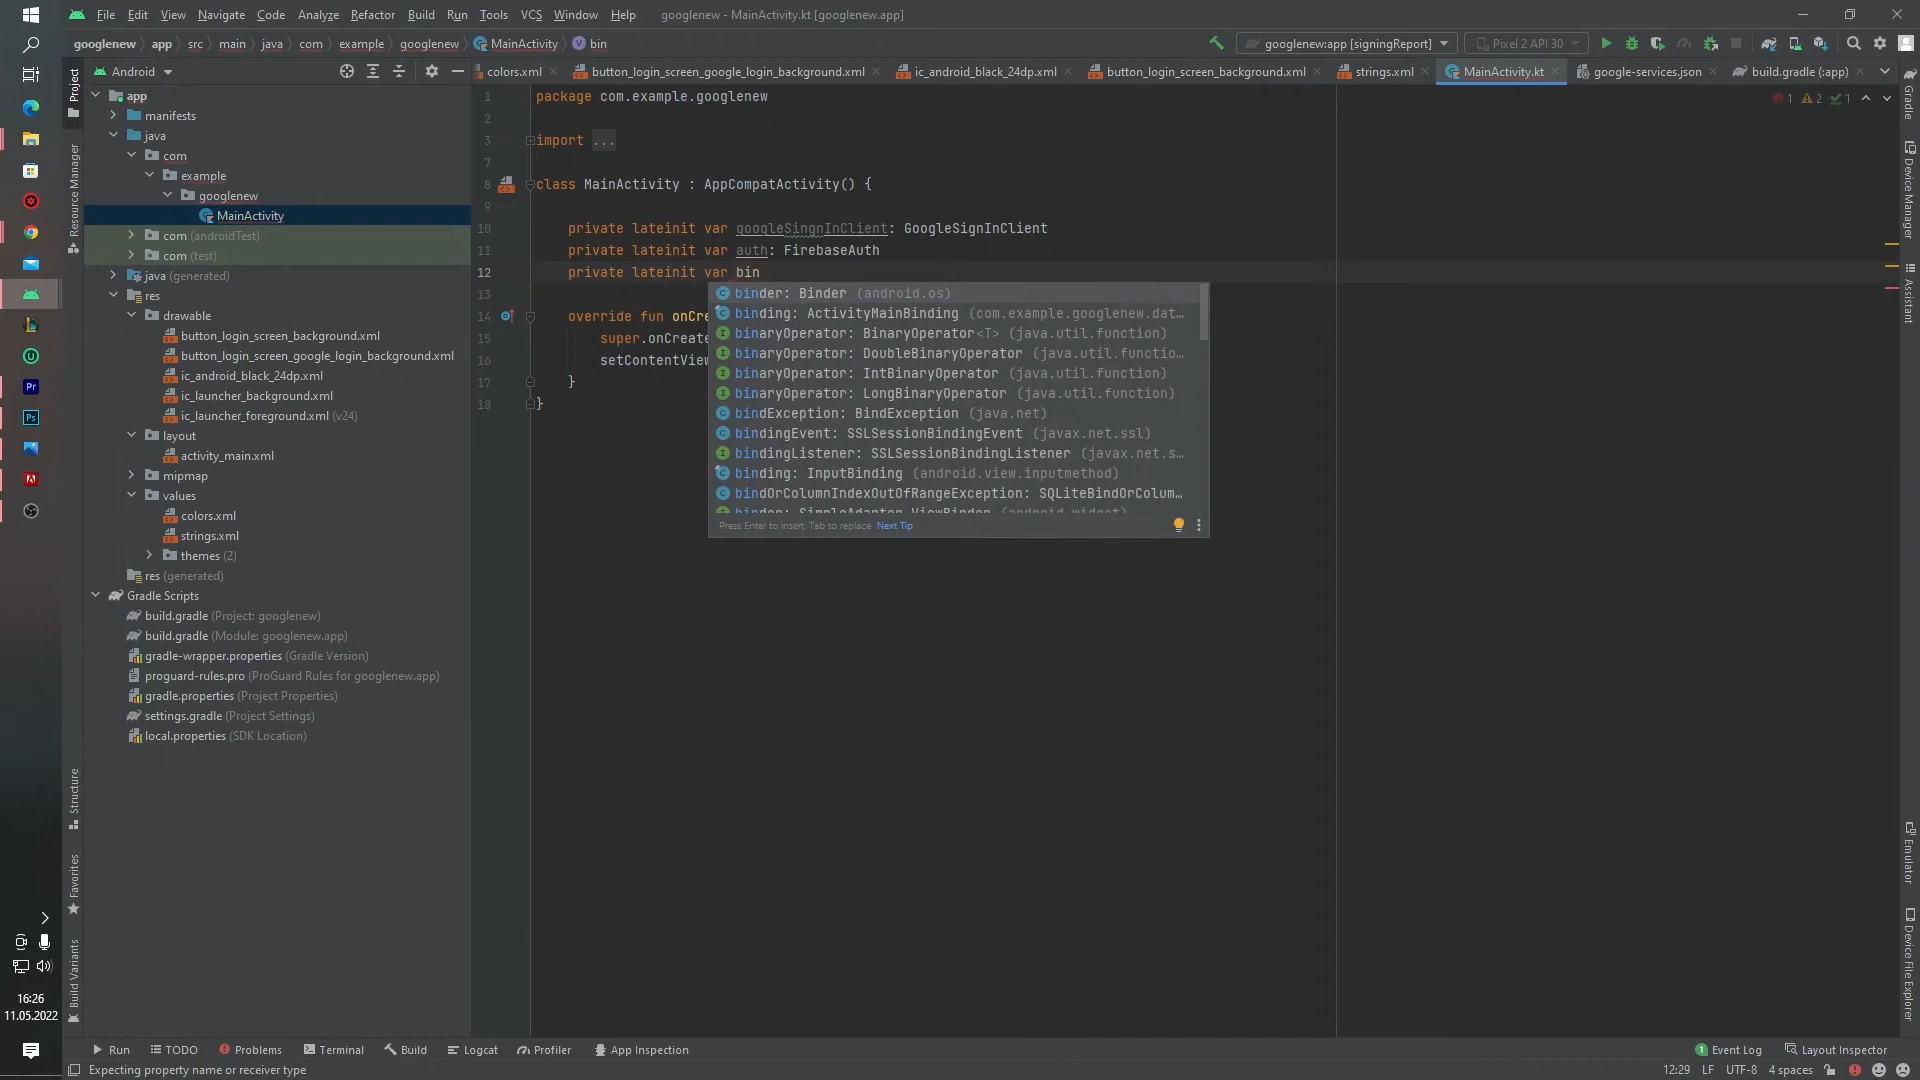 File Edit View Navigate Code Analyze Refactor Build Run Tools VCS Window Help googlenew - MainActivity.kt [googlenew.app]
googlenew app src main java com example googlenew MainActivity bin googlenew:app [signingReport] Pixel 2 API 30
Android colors.xml button_login_screen_google_login_background.xml ic_android_black_24dp.xml button_login_screen_background.xml strings.xml MainActivity.kt google-services.json build.gradle (:app)
Project
Resource Manager
Structure
Favorites
Build Variants
app
manifests
java
com
example
googlenew
MainActivity
com (androidTest)
com (test)
java (generated)
res
drawable
button_login_screen_background.xml
button_login_screen_google_login_background.xml
ic_android_black_24dp.xml
ic_launcher_background.xml
ic_launcher_foreground.xml (v24)
layout
activity_main.xml
mipmap
values
colors.xml
strings.xml
themes (2)
res (generated)
Gradle Scripts
build.gradle (Project: googlenew)
build.gradle (Module: googlenew.app)
gradle-wrapper.properties (Gradle Version)
proguard-rules.pro (ProGuard Rules for googlenew.app)
gradle.properties (Project Properties)
settings.gradle (Project Settings)
local.properties (SDK Location)
1 package com.example.googlenew
2
3 import ...
7
8 class MainActivity : AppCompatActivity() {
9
10 private lateinit var googleSingnInClient: GoogleSignInClient
11 private lateinit var auth: FirebaseAuth
12 private lateinit var bin
13
14 override fun onCre
15 super.onCreate
16 setContentView
17 }
18 }
1 2 1
binder: Binder (android.os)
binding: ActivityMainBinding (com.example.googlenew.dat...
binaryOperator: BinaryOperator<T> (java.util.function)
binaryOperator: DoubleBinaryOperator (java.util.functio...
binaryOperator: IntBinaryOperator (java.util.function)
binaryOperator: LongBinaryOperator (java.util.function)
bindException: BindException (java.net)
bindingEvent: SSLSessionBindingEvent (javax.net.ssl)
bindingListener: SSLSessionBindingListener (javax.net.s...
binding: InputBinding (android.view.inputmethod)
bindOrColumnIndexOutOfRangeException: SQLiteBindOrColum...
binder: SimpleAdapter.ViewBinder (android.widget)
Press Enter to insert, Tab to replace Next Tip
Gradle
Device Manager
Assistant
Emulator
Device File Explorer
16:26
11.05.2022
Run TODO Problems Terminal Build Logcat Profiler App Inspection 1 Event Log Layout Inspector
Expecting property name or receiver type 12:29 LF UTF-8 4 spaces